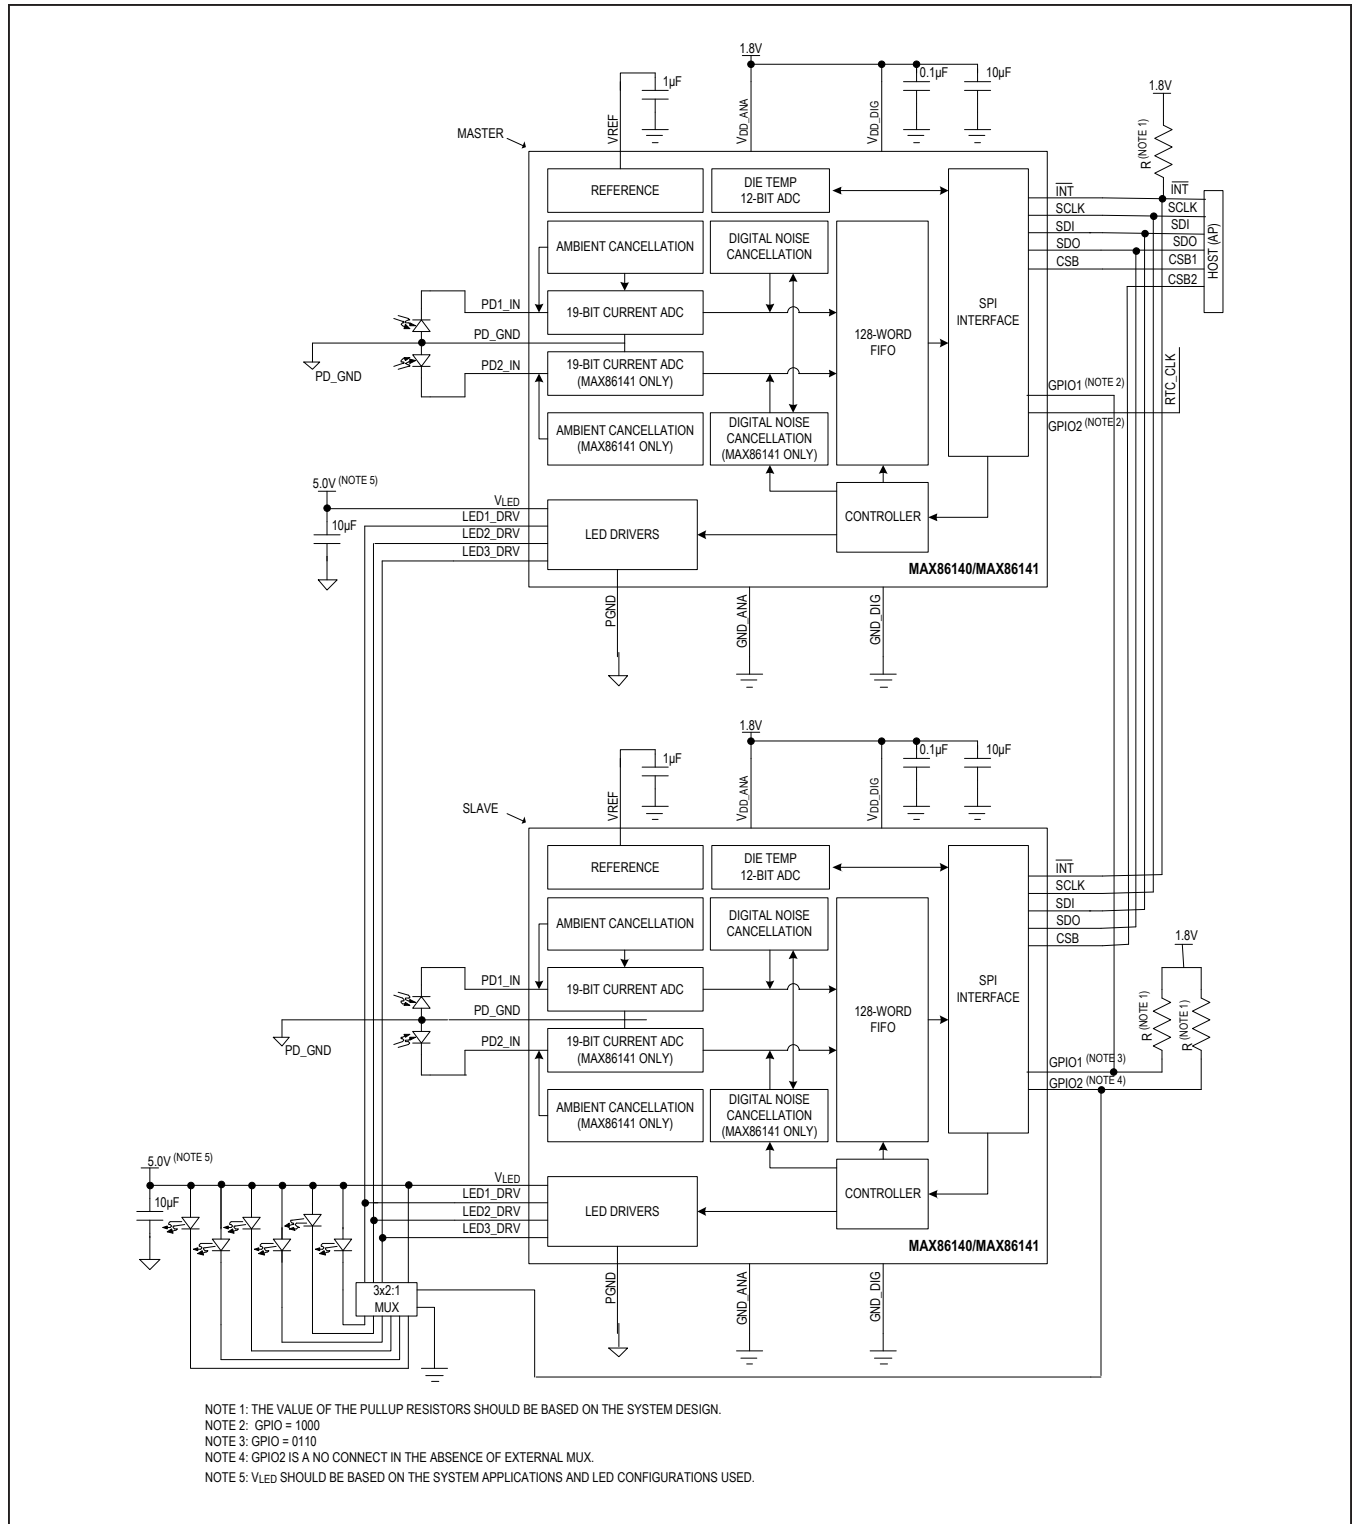 1.8V
1µF
0.1µF
10µF
1.8V
MASTER
VREF
VDD_ANA
VDD_DIG
R (NOTE 1)
REFERENCE
DIE TEMP
12-BIT ADC
INT
SCLK
SDI
SDO
CSB
INT
SCLK
SDI
SDO
CSB1
CSB2
HOST (AP)
AMBIENT CANCELLATION
DIGITAL NOISE
CANCELLATION
SPI
INTERFACE
PD1_IN
19-BIT CURRENT ADC
PD_GND
PD_GND
128-WORD
FIFO
PD2_IN
19-BIT CURRENT ADC
(MAX86141 ONLY)
GPIO1 (NOTE 2)
RTC_CLK
GPIO2 (NOTE 2)
AMBIENT CANCELLATION
(MAX86141 ONLY)
DIGITAL NOISE
CANCELLATION
(MAX86141 ONLY)
5.0V (NOTE 5)
10µF
VLED
LED1_DRV
LED2_DRV
LED3_DRV
LED DRIVERS
CONTROLLER
MAX86140/MAX86141
PGND
GND_ANA
GND_DIG
1.8V
1µF
0.1µF
10µF
SLAVE
VREF
VDD_ANA
VDD_DIG
REFERENCE
DIE TEMP
12-BIT ADC
INT
SCLK
SDI
SDO
CSB
AMBIENT CANCELLATION
DIGITAL NOISE
CANCELLATION
1.8V
SPI
INTERFACE
PD1_IN
19-BIT CURRENT ADC
PD_GND
PD_GND
128-WORD
FIFO
R (NOTE 1)
R (NOTE 1)
PD2_IN
19-BIT CURRENT ADC
(MAX86141 ONLY)
GPIO1 (NOTE 3)
GPIO2 (NOTE 4)
AMBIENT CANCELLATION
(MAX86141 ONLY)
DIGITAL NOISE
CANCELLATION
(MAX86141 ONLY)
5.0V (NOTE 5)
10µF
VLED
LED1_DRV
LED2_DRV
LED3_DRV
LED DRIVERS
CONTROLLER
MAX86140/MAX86141
3x2:1
MUX
PGND
GND_ANA
GND_DIG
NOTE 1: THE VALUE OF THE PULLUP RESISTORS SHOULD BE BASED ON THE SYSTEM DESIGN.
NOTE 2: GPIO = 1000
NOTE 3: GPIO = 0110
NOTE 4: GPIO2 IS A NO CONNECT IN THE ABSENCE OF EXTERNAL MUX.
NOTE 5: VLED SHOULD BE BASED ON THE SYSTEM APPLICATIONS AND LED CONFIGURATIONS USED.